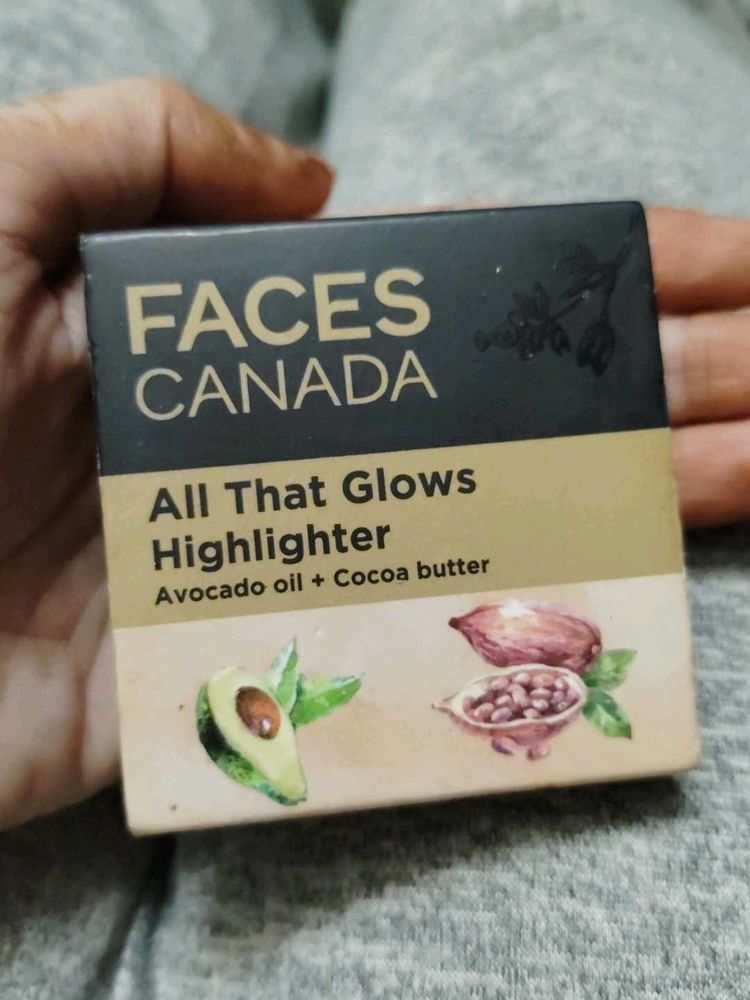 FACES
CANADA
All That Glows
Highlighter
Avocado oil + Cocoa butter